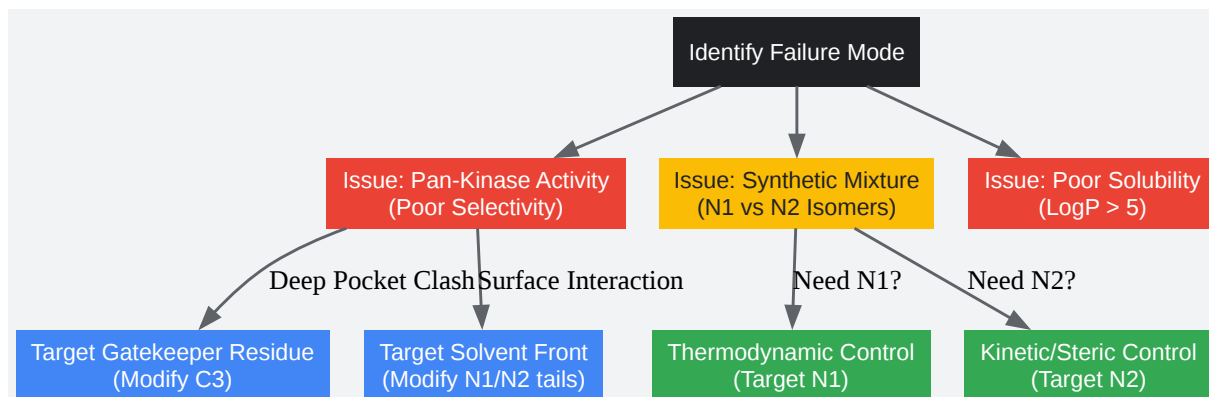 Identify Failure Mode
Issue: Pan-Kinase Activity
(Poor Selectivity)
Issue: Synthetic Mixture
(N1 vs N2 Isomers)
Issue: Poor Solubility
(LogP > 5)
Deep Pocket Clash
Surface Interaction
Need N1?
Need N2?
Target Gatekeeper Residue
(Modify C3)
Target Solvent Front
(Modify N1/N2 tails)
Thermodynamic Control
(Target N1)
Kinetic/Steric Control
(Target N2)